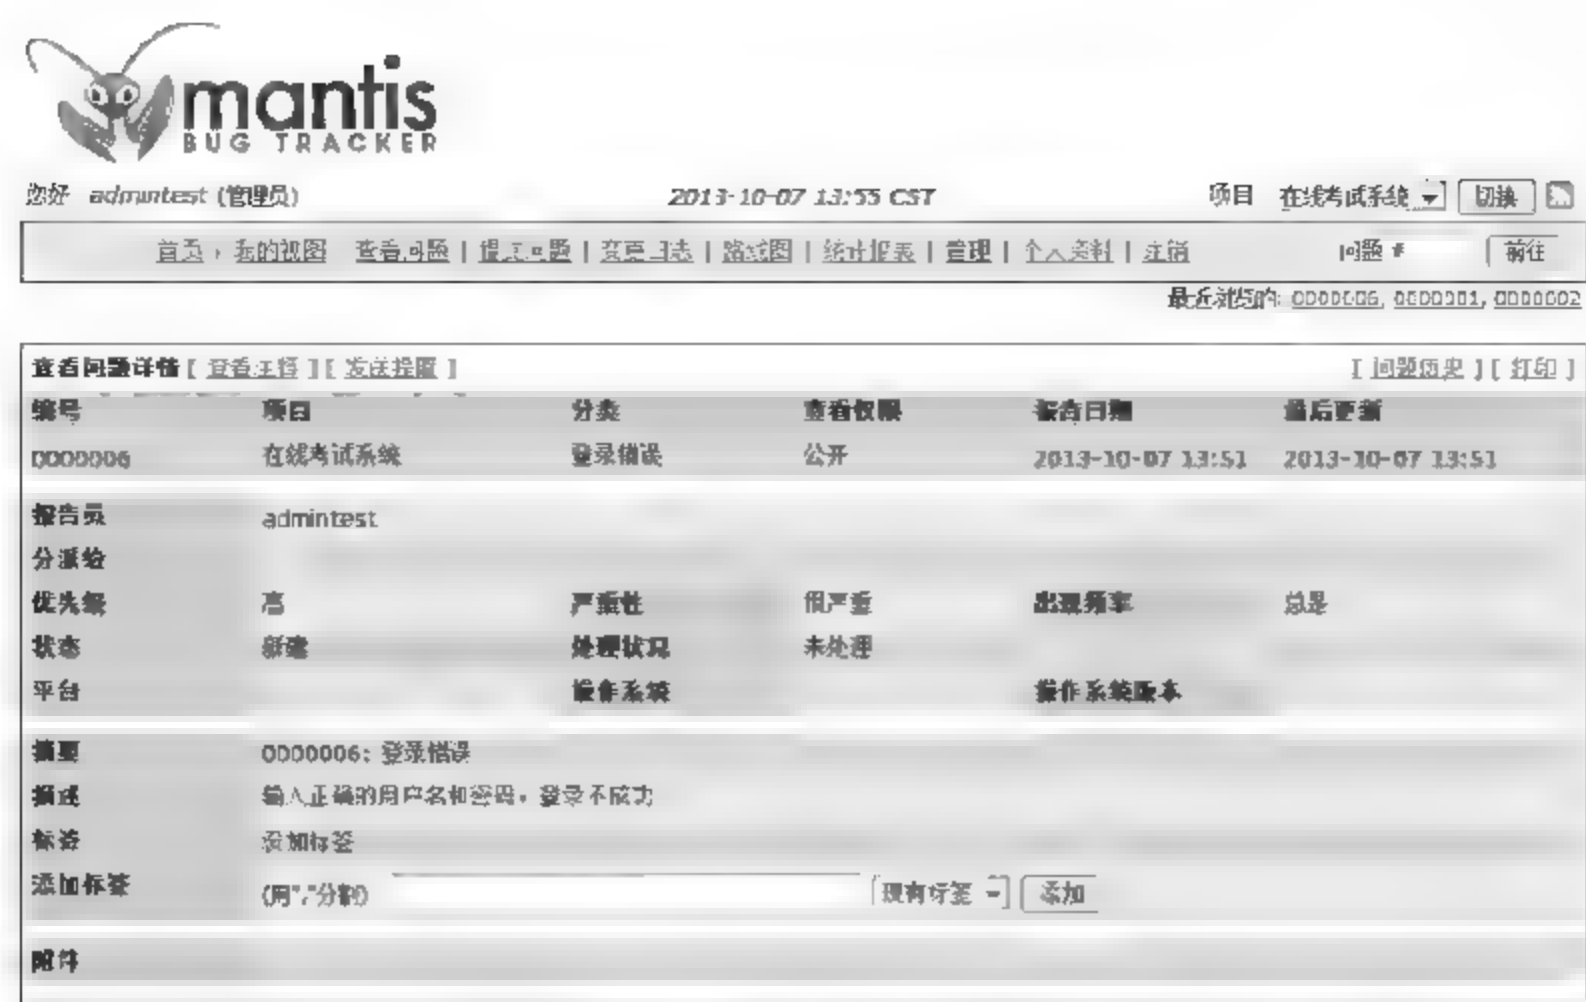 mantis
BUG TRACKER
您好 admintest (管理员) 2013-10-07 13:55 CST 项目 在线考试系统 切换
首页 | 我的视图 | 查看问题 | 提交问题 | 变更日志 | 路线图 | 统计报表 | 管理 | 个人资料 | 注销 问题 # 前往
最近浏览的: 0000006, 0000001, 0000002
查看问题详情 [ 查看注释 ] [ 发送提醒 ] [ 问题历史 ] [ 打印 ]
编号 项目 分类 查看权限 报告日期 最后更新
0000006 在线考试系统 登录错误 公开 2013-10-07 13:51 2013-10-07 13:51
报告员 admintest
分派给
优先级 高 严重性 很严重 出现频率 总是
状态 新建 处理状况 未处理
平台 操作系统 操作系统版本
摘要 0000006: 登录错误
描述 输入正确的用户名和密码，登录不成功
标签 没加标签
添加标签 (用","分割) 现有标签 添加
附件